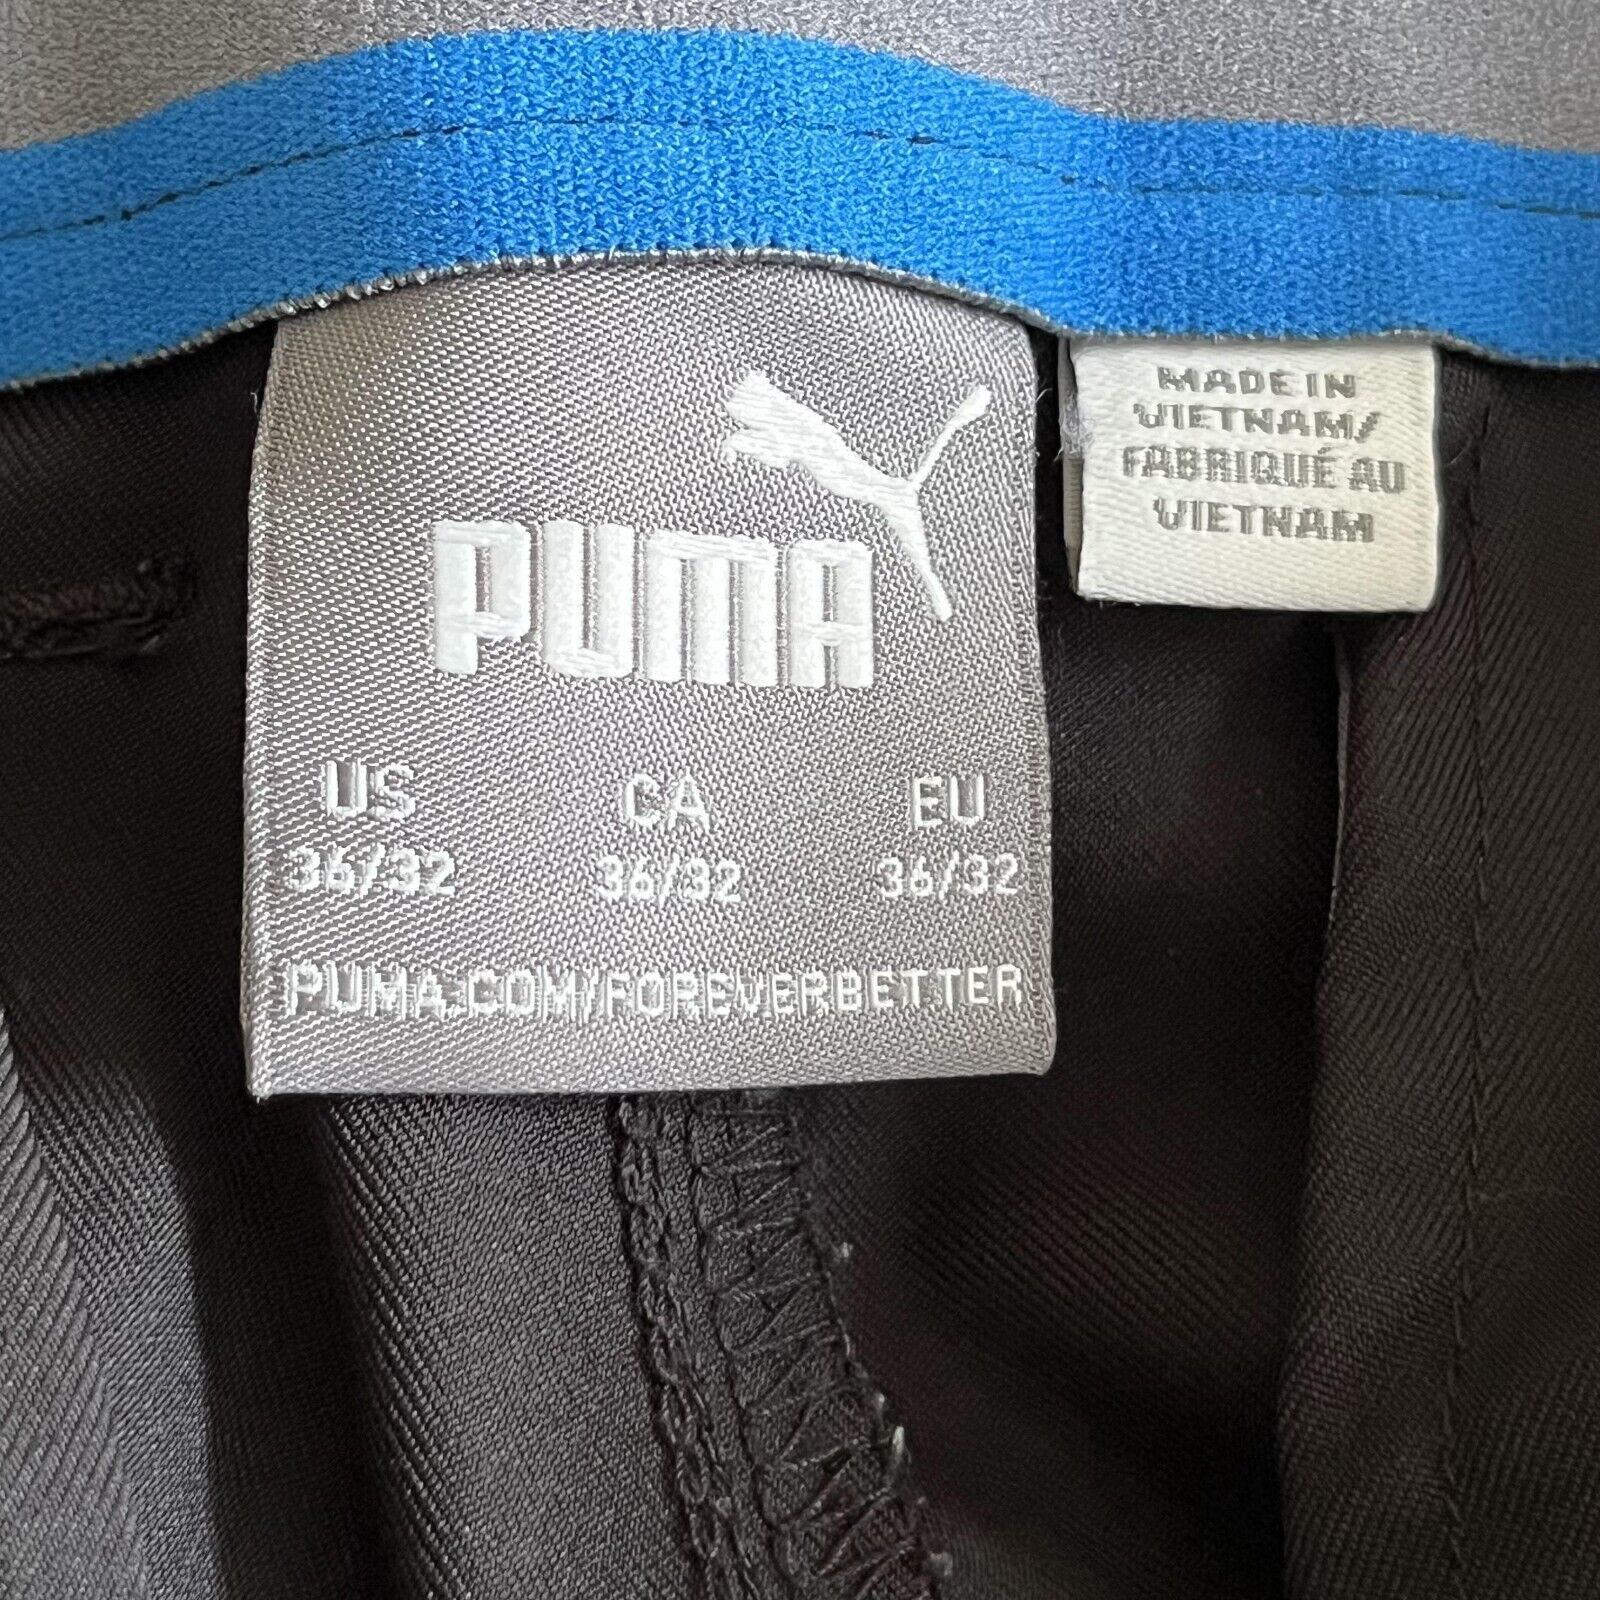 PUMA
US CA EU
36/32 36/32 36/32
PUMA.COM/FOREVERBETTER
MADE IN
VIETNAM/
FABRIQUÉ AU
VIETNAM